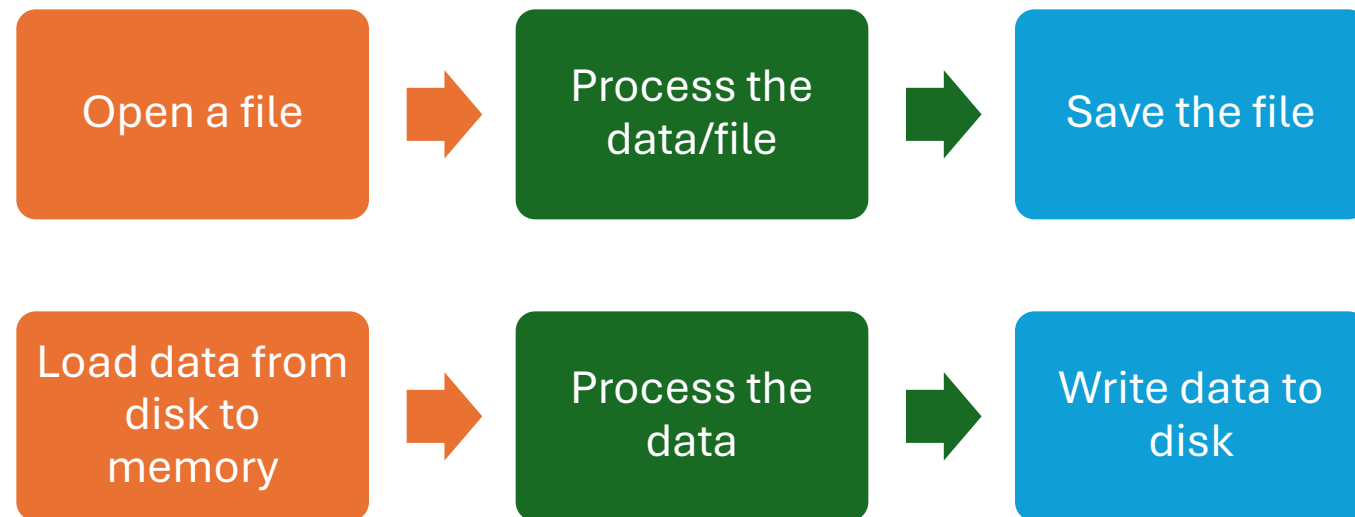 Open a file
Process the
data/file
Save the file
Load data from
disk to
memory
Process the
data
Write data to
disk